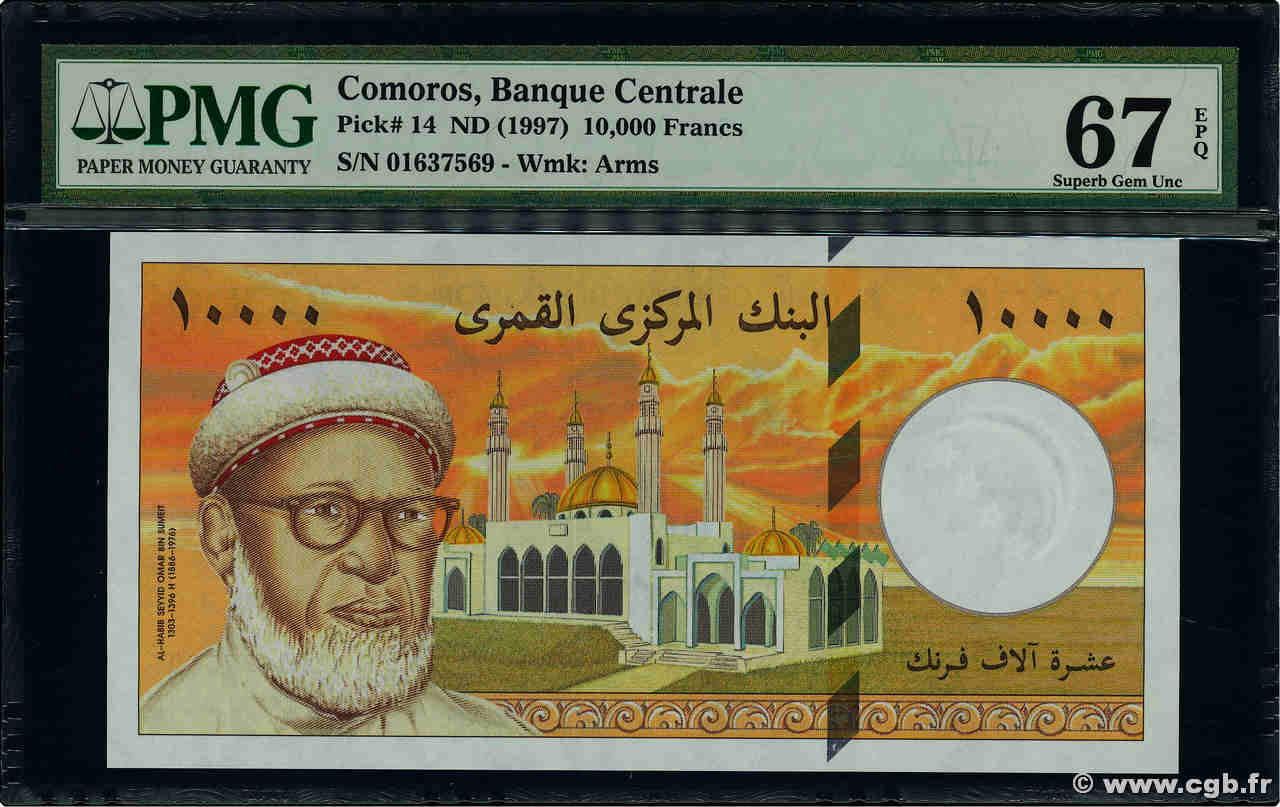 PMG
PAPER MONEY GUARANTY
Comoros, Banque Centrale
Pick# 14 ND (1997) 10,000 Francs
S/N 01637569 - Wmk: Arms
67
EPQ
Superb Gem Unc
١٠٠٠٠
البنك المركزى القمرى
١٠٠٠٠
AL-HABIB SEYYID OMAR BIN SUMEIT
1303-1396 H (1886-1976)
عشرة آلاف فرنك
© www.cgb.fr